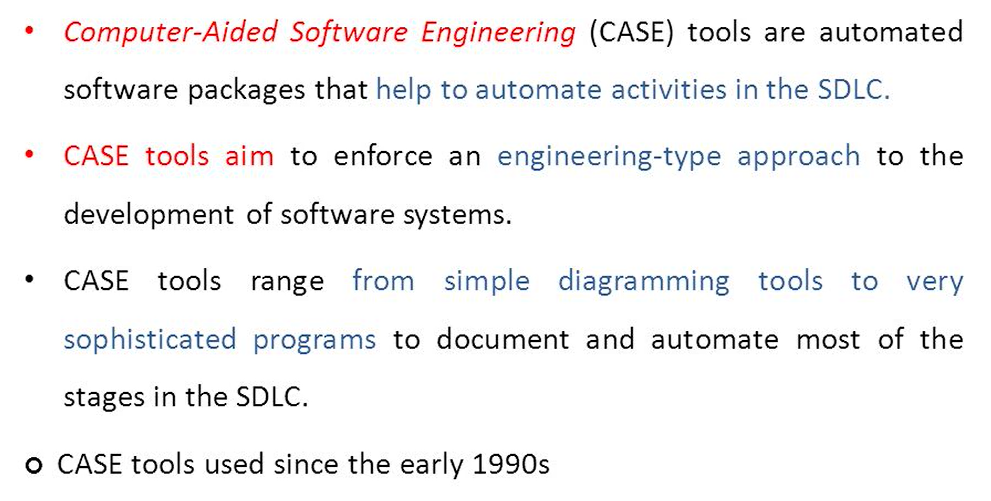 • Computer-Aided Software Engineering (CASE) tools are automated
software packages that help to automate activities in the SDLC.
• CASE tools aim to enforce an engineering-type approach to the
development of software systems.
• CASE tools range from simple diagramming tools to very
sophisticated programs to document and automate most of the
stages in the SDLC.
o CASE tools used since the early 1990s